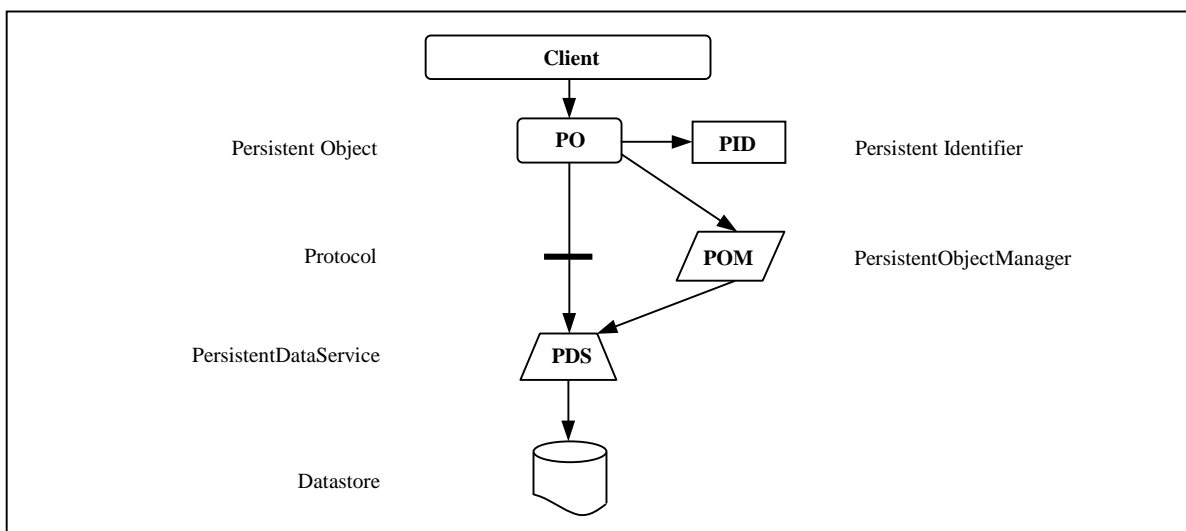 Client
Persistent Object
PO
PID
Persistent Identifier
Protocol
POM
PersistentObjectManager
PersistentDataService
PDS
Datastore